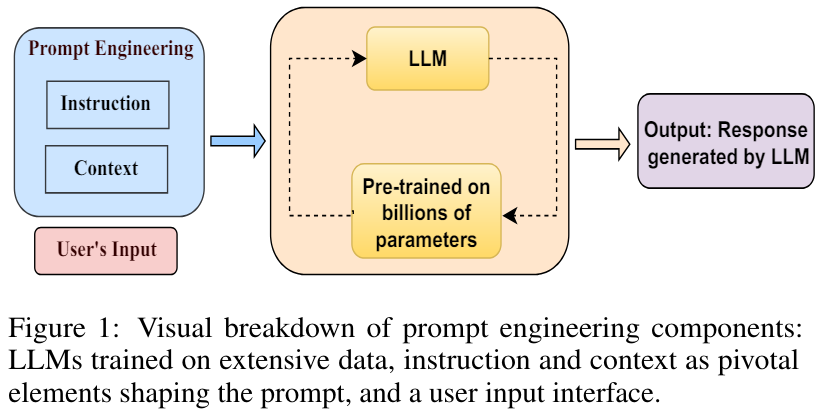 Prompt Engineering
Instruction
Context
User's Input
LLM
Pre-trained on
billions of
parameters
Output: Response
generated by LLM
Figure 1: Visual breakdown of prompt engineering components:
LLMs trained on extensive data, instruction and context as pivotal
elements shaping the prompt, and a user input interface.